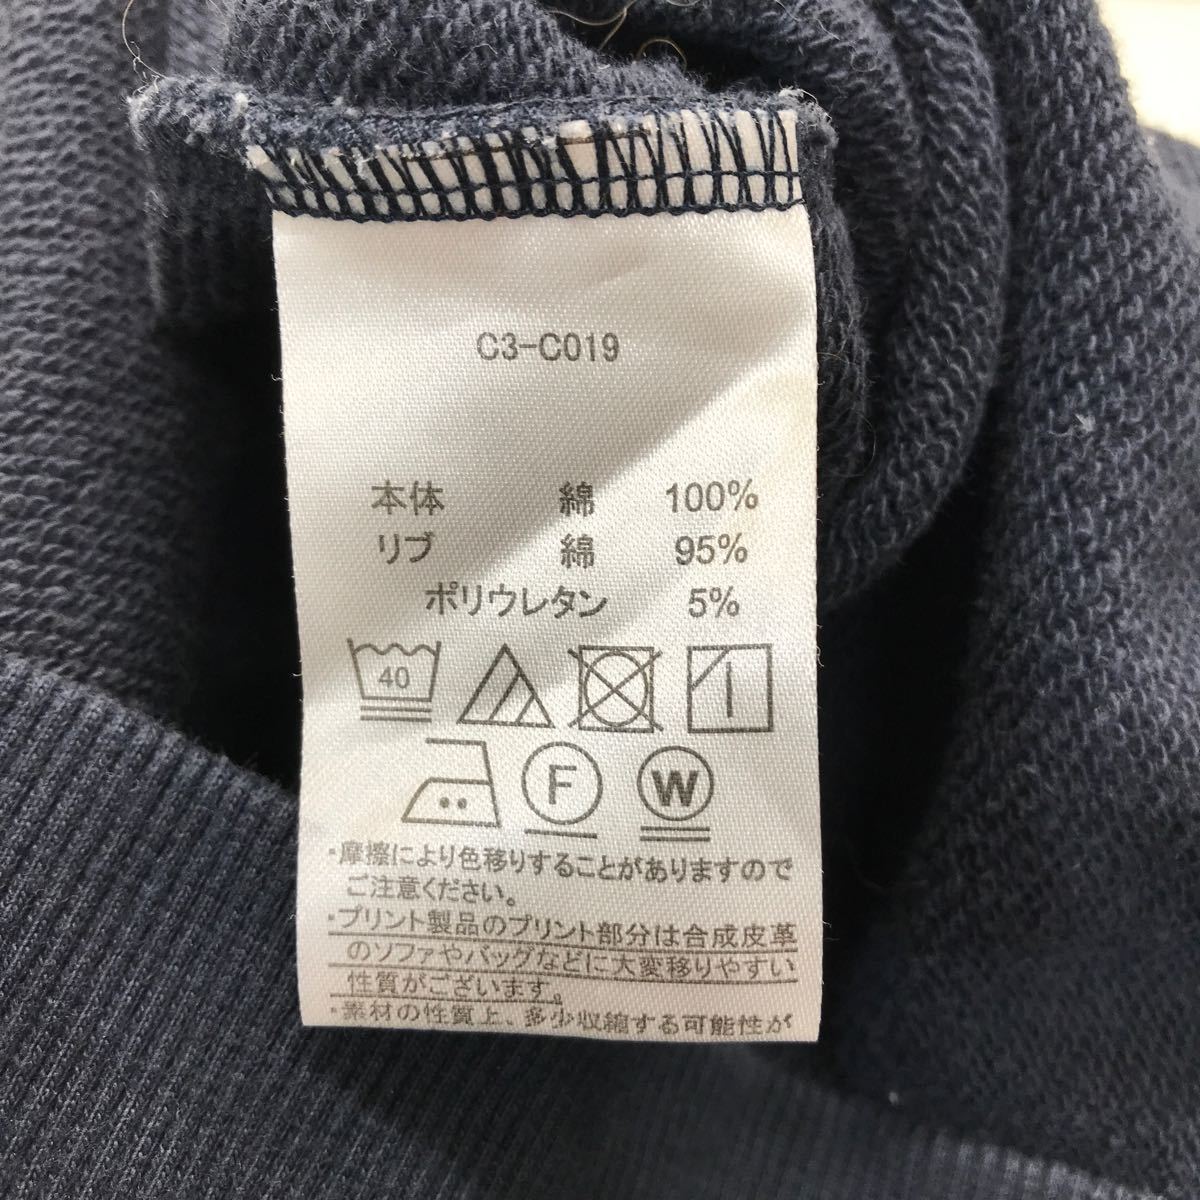 C3-C019
本体 綿 100%
リブ 綿 95%
ポリウレタン 5%
40
F W
・摩擦により色移りすることがありますので
ご注意ください。
・プリント製品のプリント部分は合成皮革
のソファやバッグなどに大変移りやすい
性質がございます。
・素材の性質上、多少収縮する可能性が